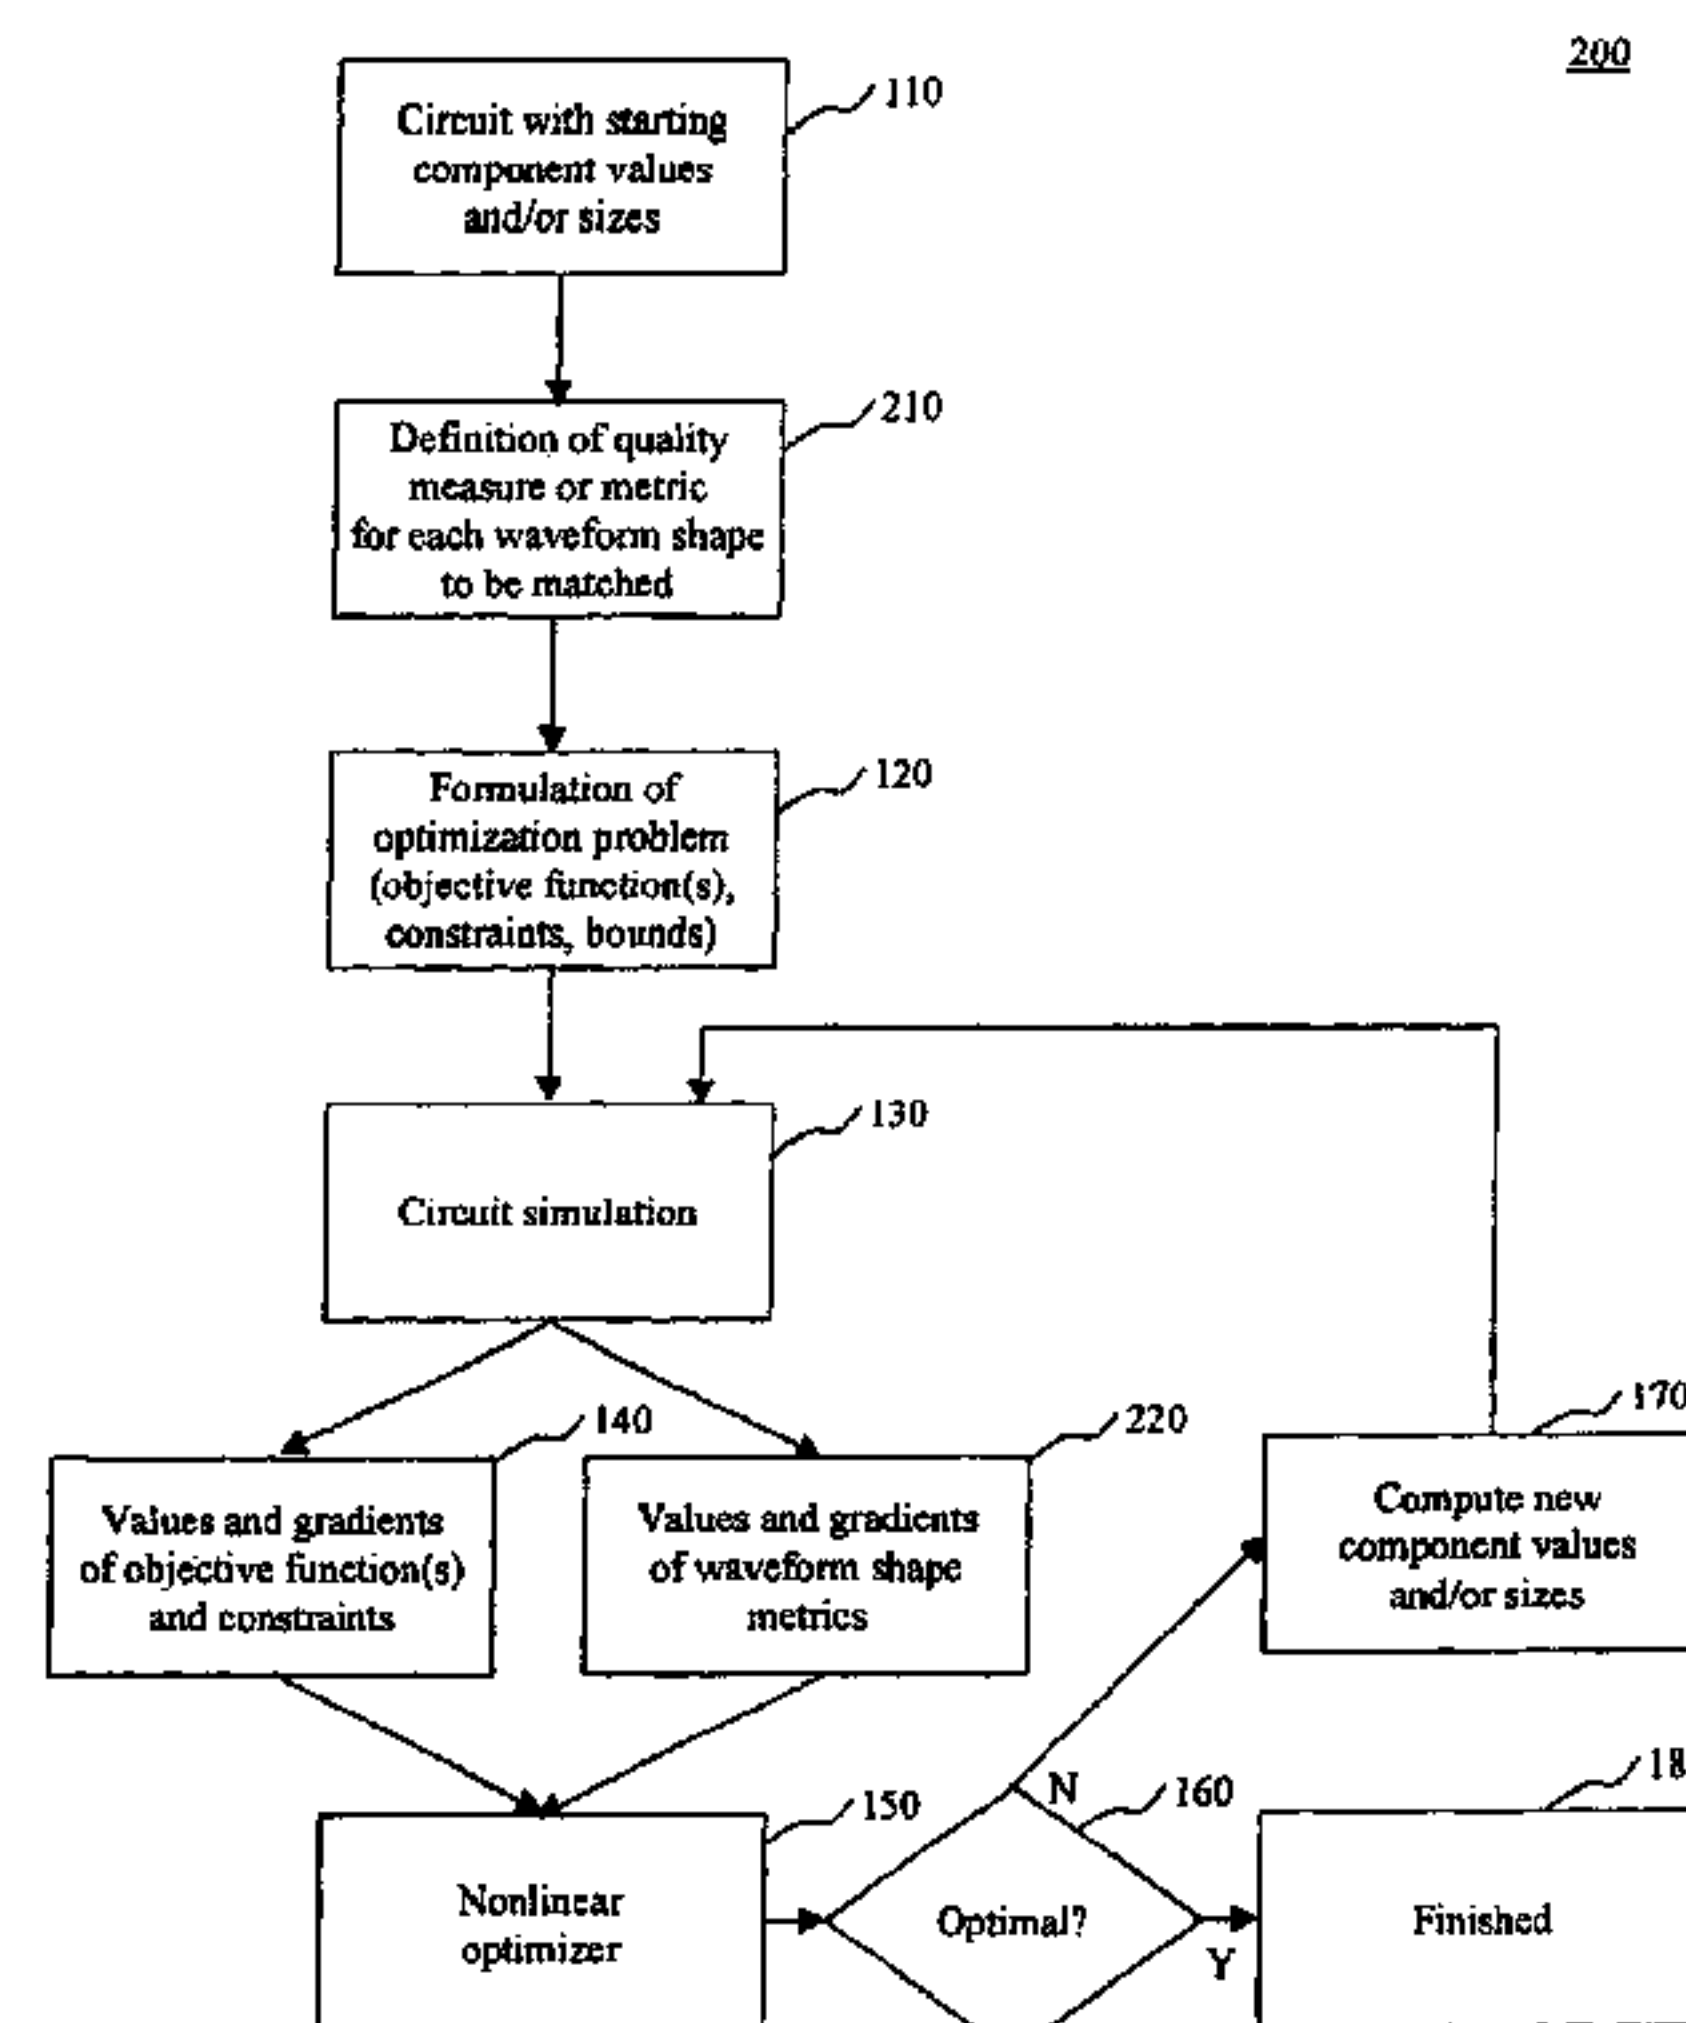 200
110
Circuit with starting
component values
and/or sizes
210
Definition of quality
measure or metric
for each waveform shape
to be matched
120
Formulation of
optimization problem
(objective function(s),
constraints, bounds)
130
Circuit simulation
140
Values and gradients
of objective function(s)
and constraints
220
Values and gradients
of waveform shape
metrics
170
Compute new
component values
and/or sizes
150
Nonlinear
optimizer
N
160
Optimal?
Y
18
Finished